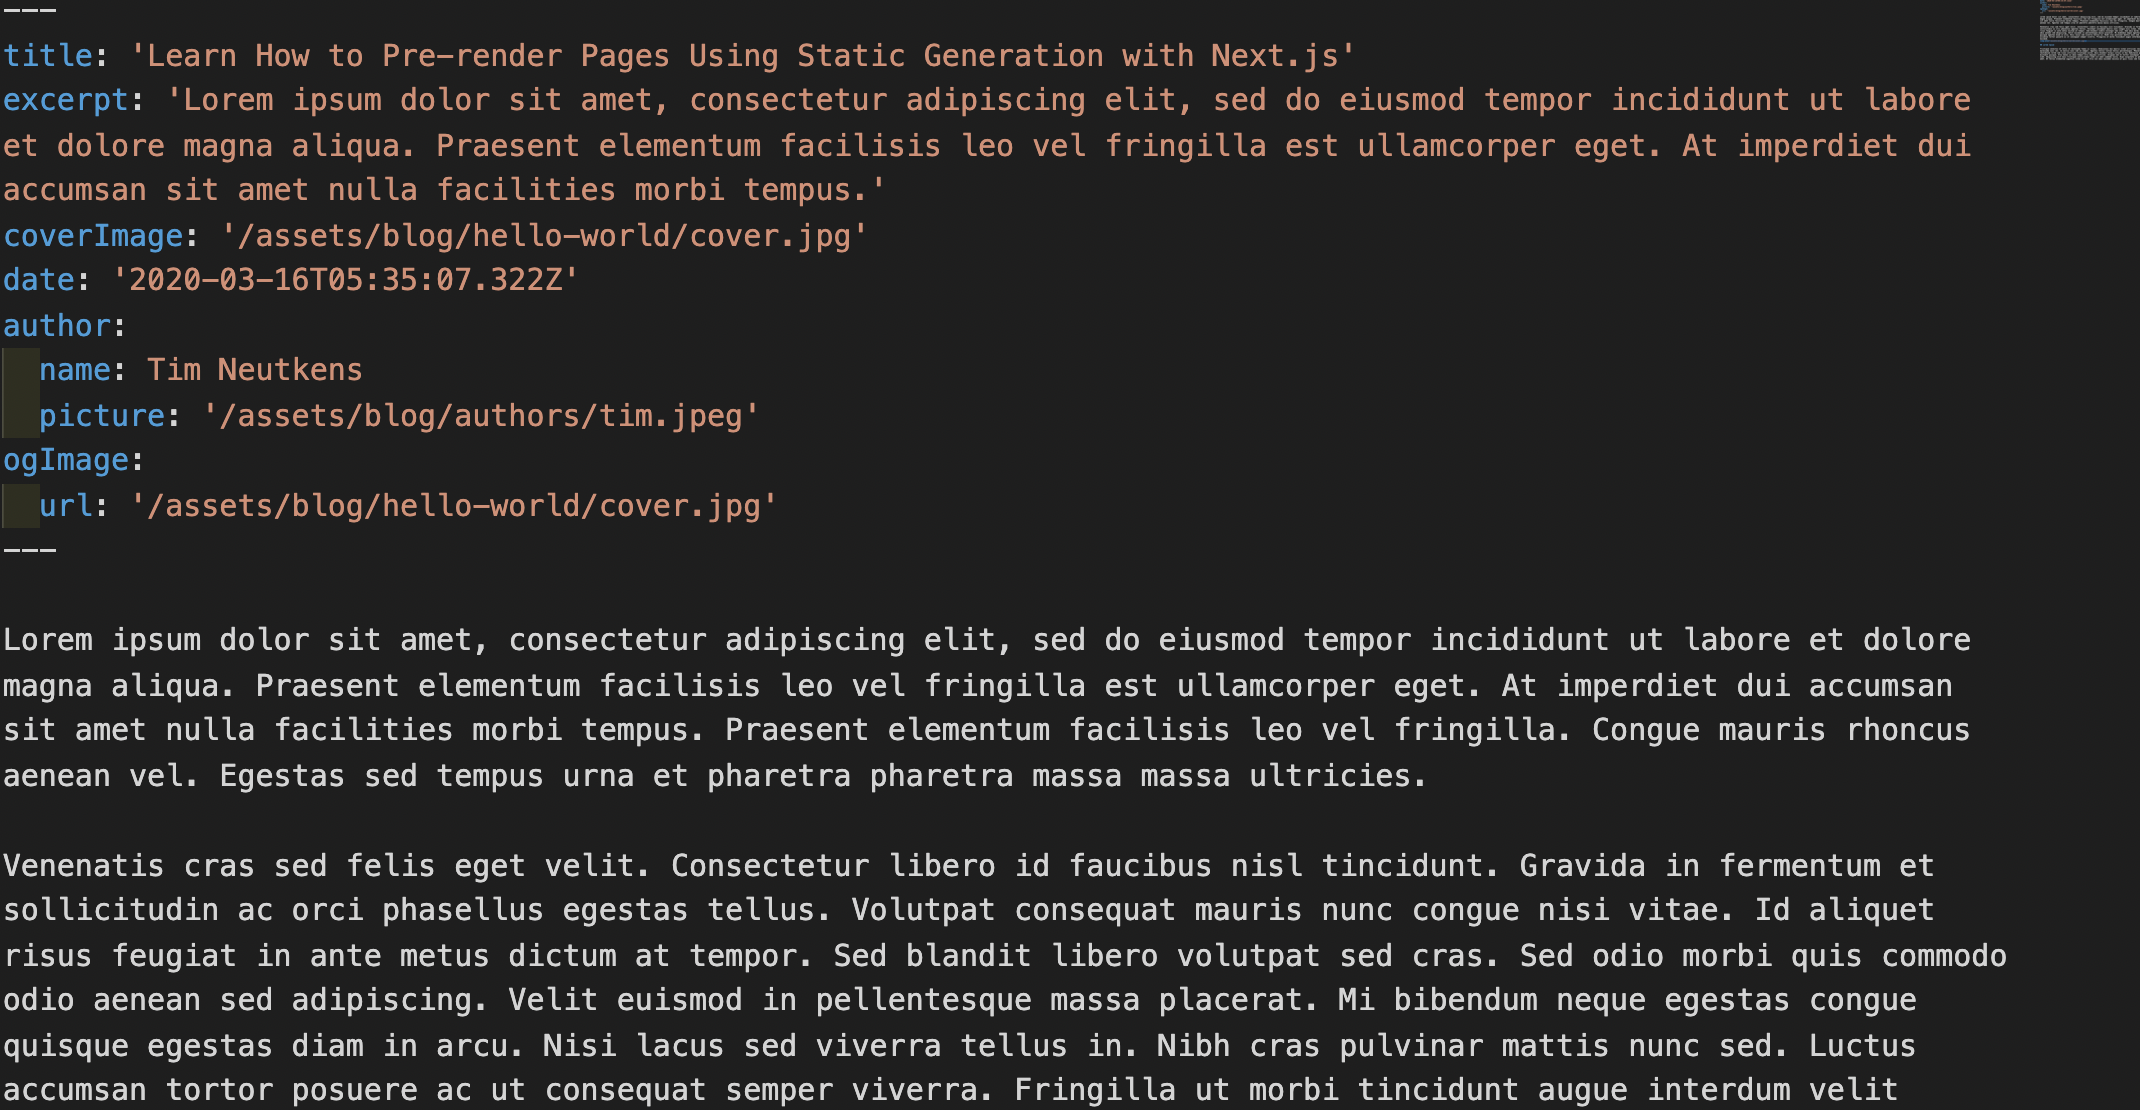 ---
title: 'Learn How to Pre-render Pages Using Static Generation with Next.js'
excerpt: 'Lorem ipsum dolor sit amet, consectetur adipiscing elit, sed do eiusmod tempor incididunt ut labore
et dolore magna aliqua. Praesent elementum facilisis leo vel fringilla est ullamcorper eget. At imperdiet dui
accumsan sit amet nulla facilities morbi tempus.'
coverImage: '/assets/blog/hello-world/cover.jpg'
date: '2020-03-16T05:35:07.322Z'
author:
  name: Tim Neutkens
  picture: '/assets/blog/authors/tim.jpeg'
ogImage:
  url: '/assets/blog/hello-world/cover.jpg'
---
Lorem ipsum dolor sit amet, consectetur adipiscing elit, sed do eiusmod tempor incididunt ut labore et dolore
magna aliqua. Praesent elementum facilisis leo vel fringilla est ullamcorper eget. At imperdiet dui accumsan
sit amet nulla facilities morbi tempus. Praesent elementum facilisis leo vel fringilla. Congue mauris rhoncus
aenean vel. Egestas sed tempus urna et pharetra pharetra massa massa ultricies.
Venenatis cras sed felis eget velit. Consectetur libero id faucibus nisl tincidunt. Gravida in fermentum et
sollicitudin ac orci phasellus egestas tellus. Volutpat consequat mauris nunc congue nisi vitae. Id aliquet
risus feugiat in ante metus dictum at tempor. Sed blandit libero volutpat sed cras. Sed odio morbi quis commodo
odio aenean sed adipiscing. Velit euismod in pellentesque massa placerat. Mi bibendum neque egestas congue
quisque egestas diam in arcu. Nisi lacus sed viverra tellus in. Nibh cras pulvinar mattis nunc sed. Luctus
accumsan tortor posuere ac ut consequat semper viverra. Fringilla ut morbi tincidunt augue interdum velit